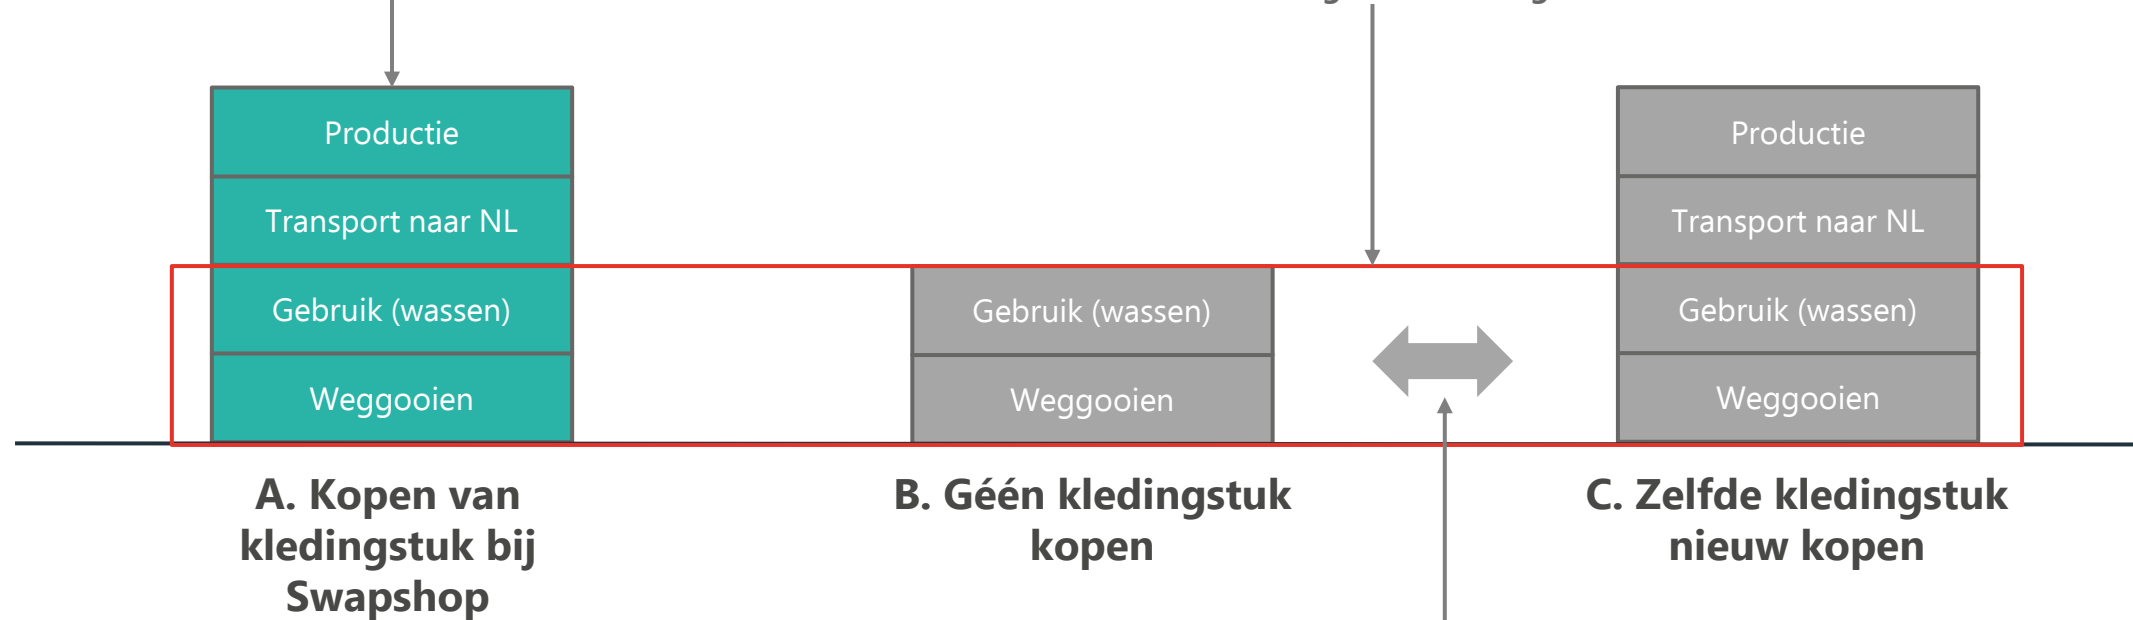 Productie
Transport naar NL
Gebruik (wassen)
Weggooien
Gebruik (wassen)
Weggooien
Productie
Transport naar NL
Gebruik (wassen)
Weggooien
A. Kopen van
kledingstuk bij
Swapshop
B. Géén kledingstuk
kopen
C. Zelfde kledingstuk
nieuw kopen